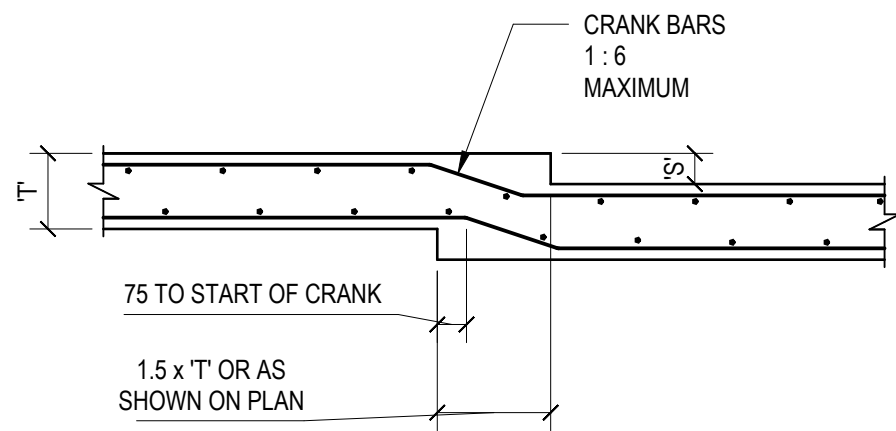 CRANK BARS
1 : 6
MAXIMUM
'T'
'S'
75 TO START OF CRANK
1.5 x 'T' OR AS
SHOWN ON PLAN